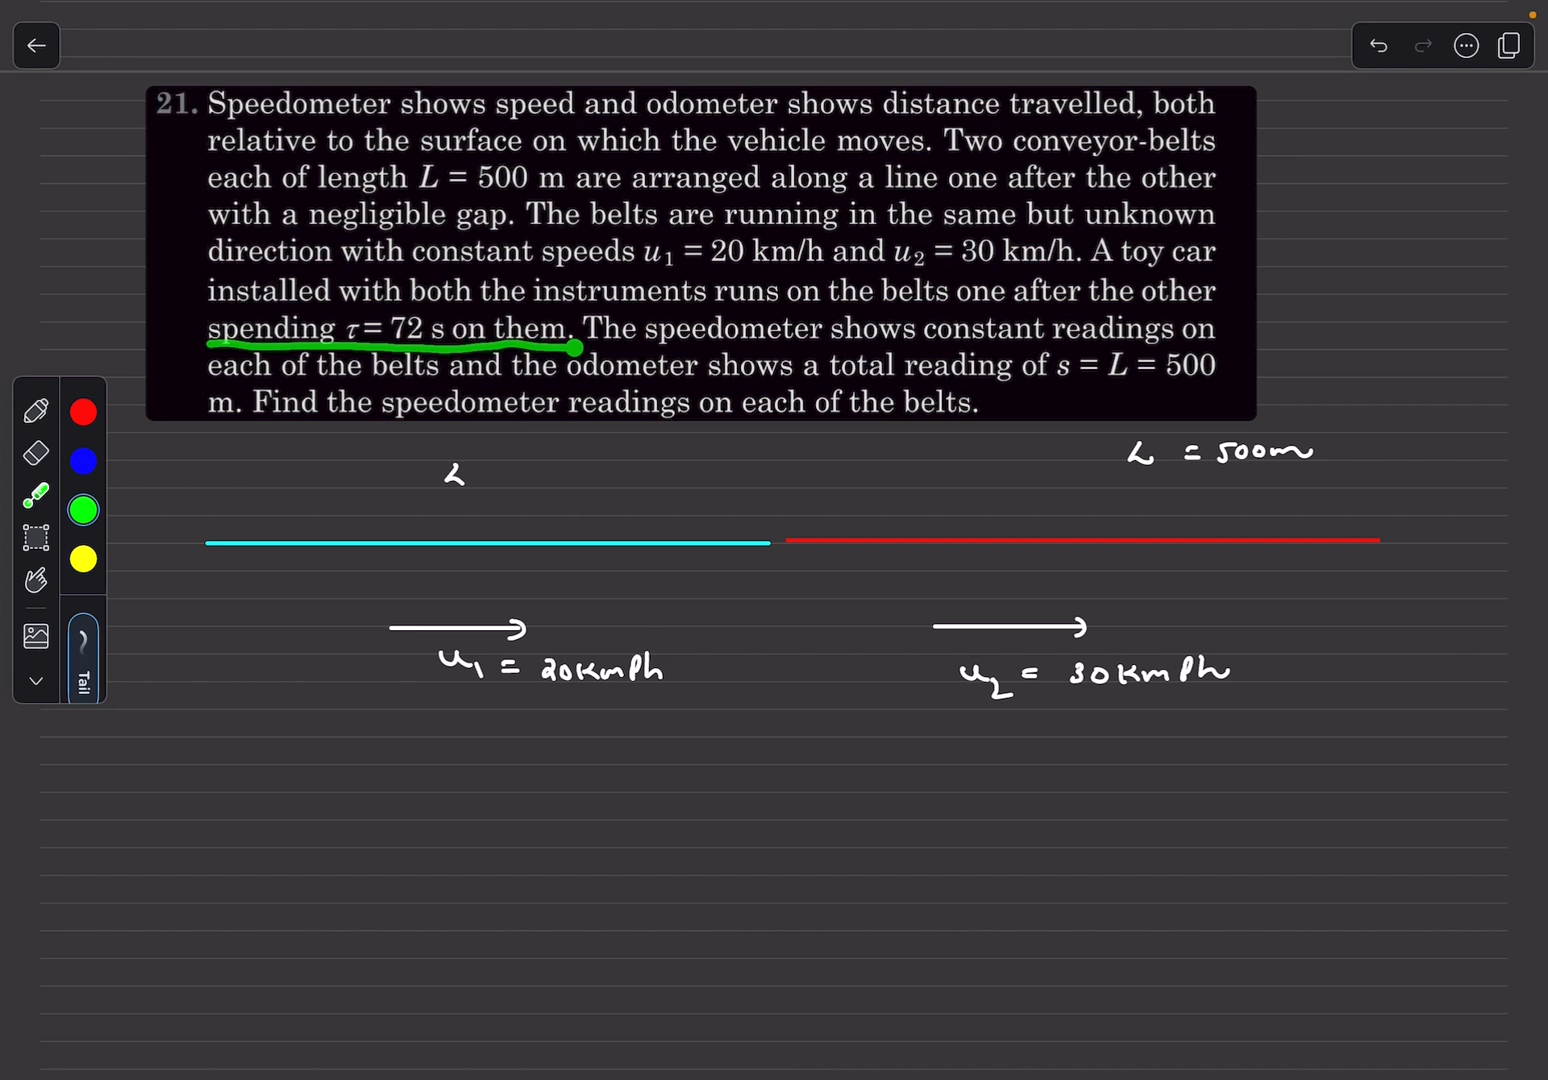 21. Speedometer shows speed and odometer shows distance travelled, both
relative to the surface on which the vehicle moves. Two conveyor-belts
each of length L = 500 m are arranged along a line one after the other
with a negligible gap. The belts are running in the same but unknown
direction with constant speeds u₁ = 20 km/h and u₂ = 30 km/h. A toy car
installed with both the instruments runs on the belts one after the other
spending τ = 72 s on them. The speedometer shows constant readings on
each of the belts and the odometer shows a total reading of s = L = 500
m. Find the speedometer readings on each of the belts.
L = 500m
L
u₁ = 20KmPh
u₂ = 30KmPh
Tail